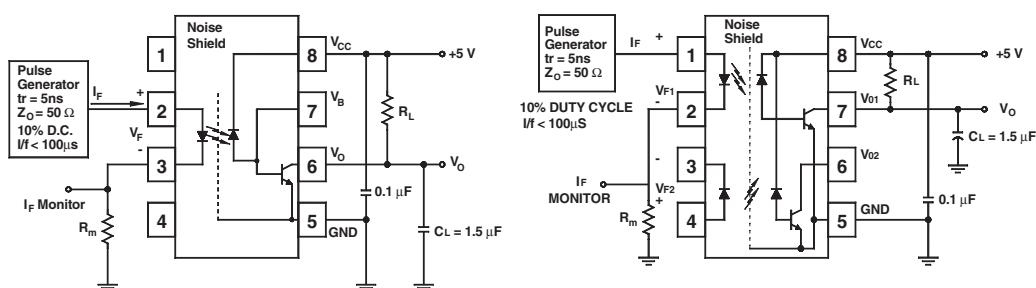 Noise
Shield
Pulse
Generator
tr = 5ns
ZO = 50 Ω
10% D.C.
I/f < 100μs
IF
+
VF
-
IF Monitor
Rm
1
2
3
4
8
7
6
5
VCC
VB
VO
GND
+5 V
RL
VO
0.1 μF
CL = 1.5 μF
Noise
Shield
Pulse
Generator
tr = 5ns
ZO = 50 Ω
10% DUTY CYCLE
I/f < 100μS
IF
+
VF1
-
-
VF2
+
IF
MONITOR
Rm
1
2
3
4
8
7
6
5
VCC
V01
V02
GND
+5 V
RL
VO
CL = 1.5 μF
0.1 μF